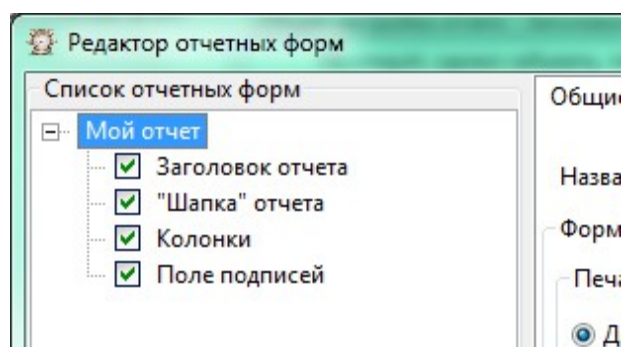 Редактор отчетных форм
Список отчетных форм
Мой отчет
Заголовок отчета
"Шапка" отчета
Колонки
Поле подписей